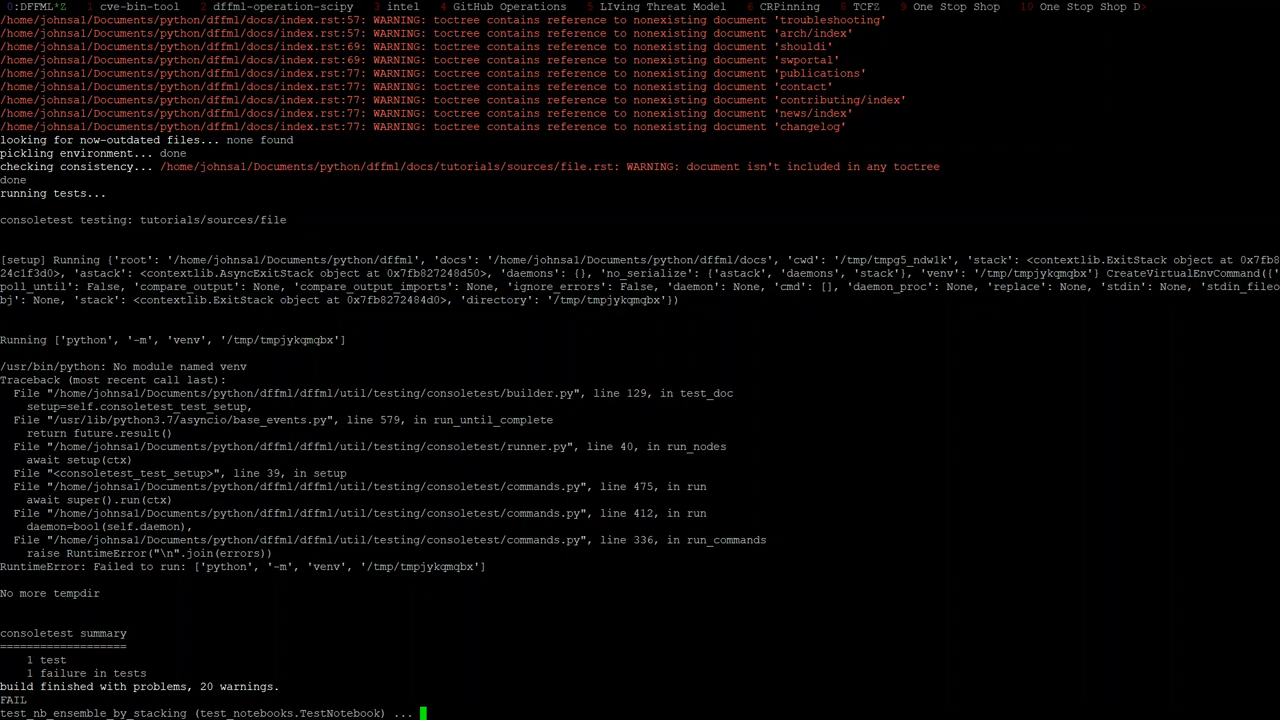 0:DFFML*Z  1 cve-bin-tool  2 dffml-operation-scipy  3 intel  4 GitHub Operations  5 LIving Threat Model  6 CRPinning  7 TCFZ  9 One Stop Shop  10 One Stop Shop D>
/home/johnsa1/Documents/python/dffml/docs/index.rst:57: WARNING: toctree contains reference to nonexisting document 'troubleshooting'
/home/johnsa1/Documents/python/dffml/docs/index.rst:57: WARNING: toctree contains reference to nonexisting document 'arch/index'
/home/johnsa1/Documents/python/dffml/docs/index.rst:69: WARNING: toctree contains reference to nonexisting document 'shouldi'
/home/johnsa1/Documents/python/dffml/docs/index.rst:69: WARNING: toctree contains reference to nonexisting document 'swportal'
/home/johnsa1/Documents/python/dffml/docs/index.rst:77: WARNING: toctree contains reference to nonexisting document 'publications'
/home/johnsa1/Documents/python/dffml/docs/index.rst:77: WARNING: toctree contains reference to nonexisting document 'contact'
/home/johnsa1/Documents/python/dffml/docs/index.rst:77: WARNING: toctree contains reference to nonexisting document 'contributing/index'
/home/johnsa1/Documents/python/dffml/docs/index.rst:77: WARNING: toctree contains reference to nonexisting document 'news/index'
/home/johnsa1/Documents/python/dffml/docs/index.rst:77: WARNING: toctree contains reference to nonexisting document 'changelog'
looking for now-outdated files... none found
pickling environment... done
checking consistency... /home/johnsa1/Documents/python/dffml/docs/tutorials/sources/file.rst: WARNING: document isn't included in any toctree
done
running tests...
consoletest testing: tutorials/sources/file
[setup] Running {'root': '/home/johnsa1/Documents/python/dffml', 'docs': '/home/johnsa1/Documents/python/dffml/docs', 'cwd': '/tmp/tmpg5_ndwik', 'stack': <contextlib.ExitStack object at 0x7fb8
24c1f3d0>, 'astack': <contextlib.AsyncExitStack object at 0x7fb827248d50>, 'daemons': {}, 'no_serialize': {'astack', 'daemons', 'stack'}, 'venv': '/tmp/tmpjykqmqbx'} CreateVirtualEnvCommand({'
poll_until': False, 'compare_output': None, 'compare_output_imports': None, 'ignore_errors': False, 'daemon': None, 'cmd': [], 'daemon_proc': None, 'replace': None, 'stdin': None, 'stdin_fileo
bj': None, 'stack': <contextlib.ExitStack object at 0x7fb8272484d0>, 'directory': '/tmp/tmpjykqmqbx'})
Running ['python', '-m', 'venv', '/tmp/tmpjykqmqbx']
/usr/bin/python: No module named venv
Traceback (most recent call last):
  File "/home/johnsa1/Documents/python/dffml/dffml/util/testing/consoletest/builder.py", line 129, in test_doc
    setup=self.consoletest_test_setup,
  File "/usr/lib/python3.7/asyncio/base_events.py", line 579, in run_until_complete
    return future.result()
  File "/home/johnsa1/Documents/python/dffml/dffml/util/testing/consoletest/runner.py", line 40, in run_nodes
    await setup(ctx)
  File "<consoletest_test_setup>", line 39, in setup
  File "/home/johnsa1/Documents/python/dffml/dffml/util/testing/consoletest/commands.py", line 475, in run
    await super().run(ctx)
  File "/home/johnsa1/Documents/python/dffml/dffml/util/testing/consoletest/commands.py", line 412, in run
    daemon=bool(self.daemon),
  File "/home/johnsa1/Documents/python/dffml/dffml/util/testing/consoletest/commands.py", line 336, in run_commands
    raise RuntimeError("\n".join(errors))
RuntimeError: Failed to run: ['python', '-m', 'venv', '/tmp/tmpjykqmqbx']
No more tempdir
consoletest summary
===================
    1 test
    1 failure in tests
build finished with problems, 20 warnings.
FAIL
test_nb_ensemble_by_stacking (test_notebooks.TestNotebook) ...